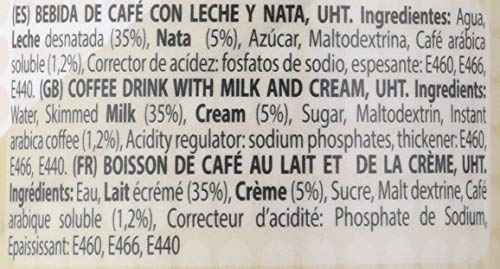 (ES) BEBIDA DE CAFÉ CON LECHE Y NATA, UHT. Ingredientes: Agua,
Leche desnatada (35%), Nata (5%), Azúcar, Maltodextrina, Café arábica
soluble (1,2%), Corrector de acidez: fosfatos de sodio, espesante: E460, E466,
E440. (GB) COFFEE DRINK WITH MILK AND CREAM, UHT. Ingredients:
Water, Skimmed Milk (35%), Cream (5%), Sugar, Maltodextrin, Instant
arabica coffee (1,2%), Acidity regulator: sodium phosphates, thickener: E460,
E466, E440. (FR) BOISSON DE CAFÉ AU LAIT ET DE LA CRÈME, UHT.
Ingrédients: Eau, Lait écrémé (35%), Crème (5%), Sucre, Malt dextrine, Café
arabique soluble (1,2%), Correcteur d'acidité: Phosphate de Sodium,
Epaississant: E460, E466, E440